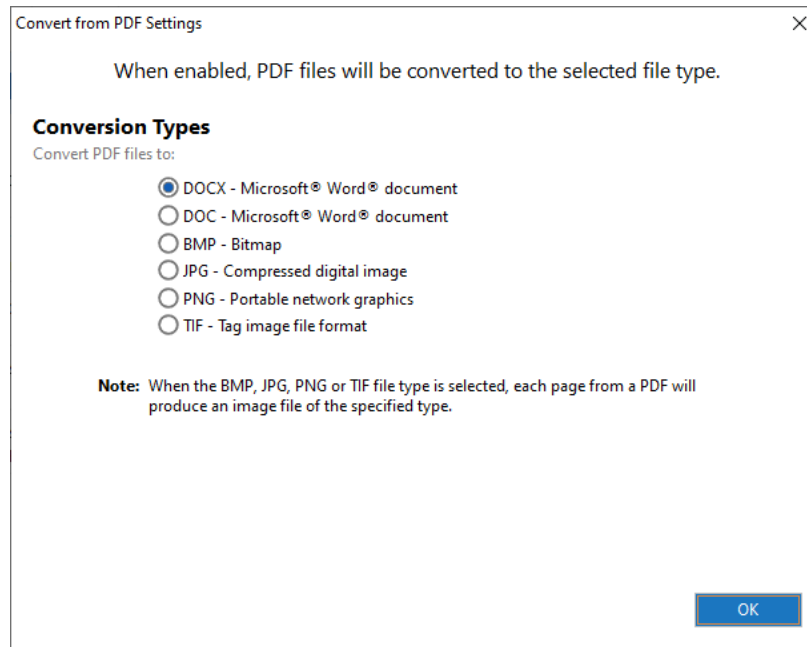 Convert from PDF Settings
When enabled, PDF files will be converted to the selected file type.
Conversion Types
Convert PDF files to:
DOCX - Microsoft® Word® document
DOC - Microsoft® Word® document
BMP - Bitmap
JPG - Compressed digital image
PNG - Portable network graphics
TIF - Tag image file format
Note: When the BMP, JPG, PNG or TIF file type is selected, each page from a PDF will
produce an image file of the specified type.
OK